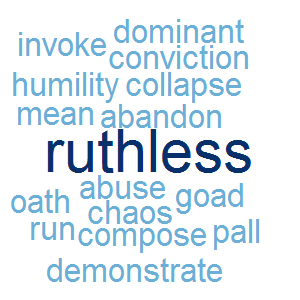 dominant
invoke
conviction
humility collapse
mean abandon
ruthless
abuse
oath goad
chaos
run compose pall
demonstrate